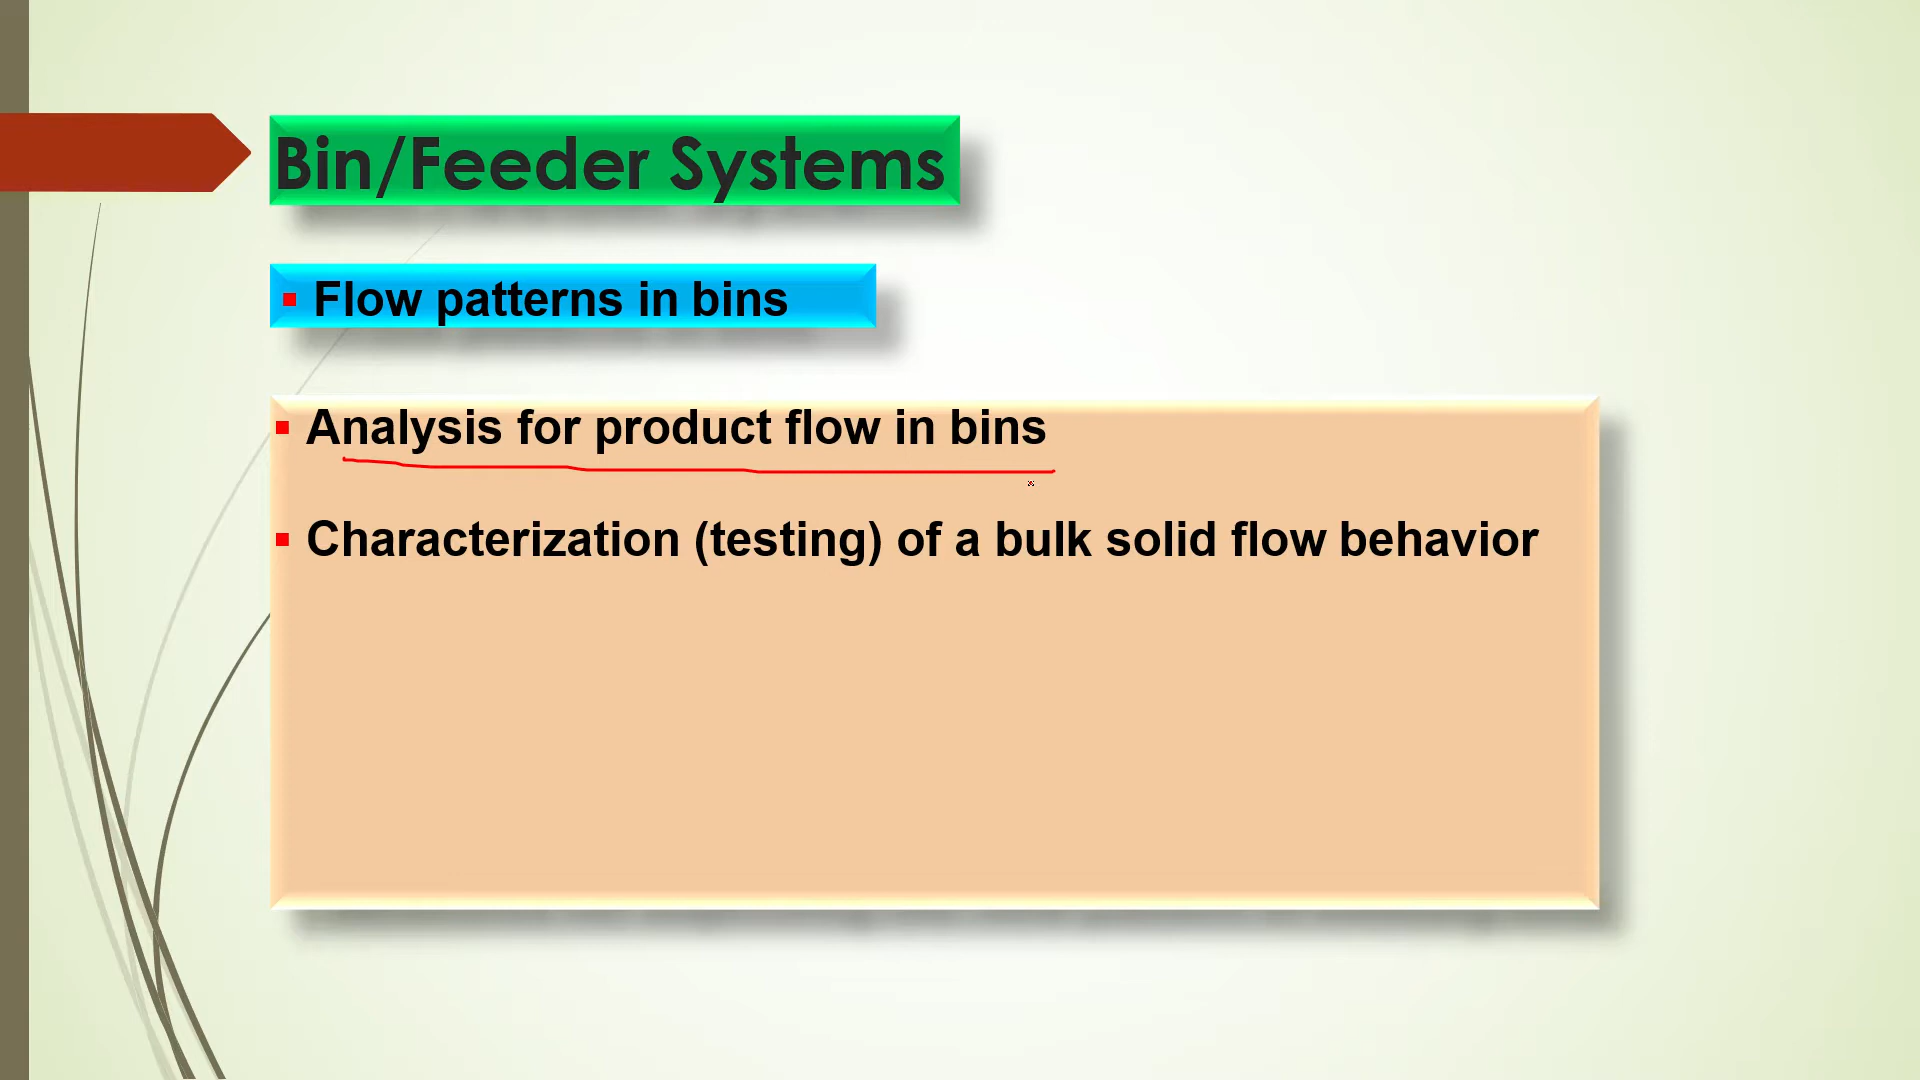 Bin/Feeder Systems
Flow patterns in bins
Analysis for product flow in bins
Characterization (testing) of a bulk solid flow behavior